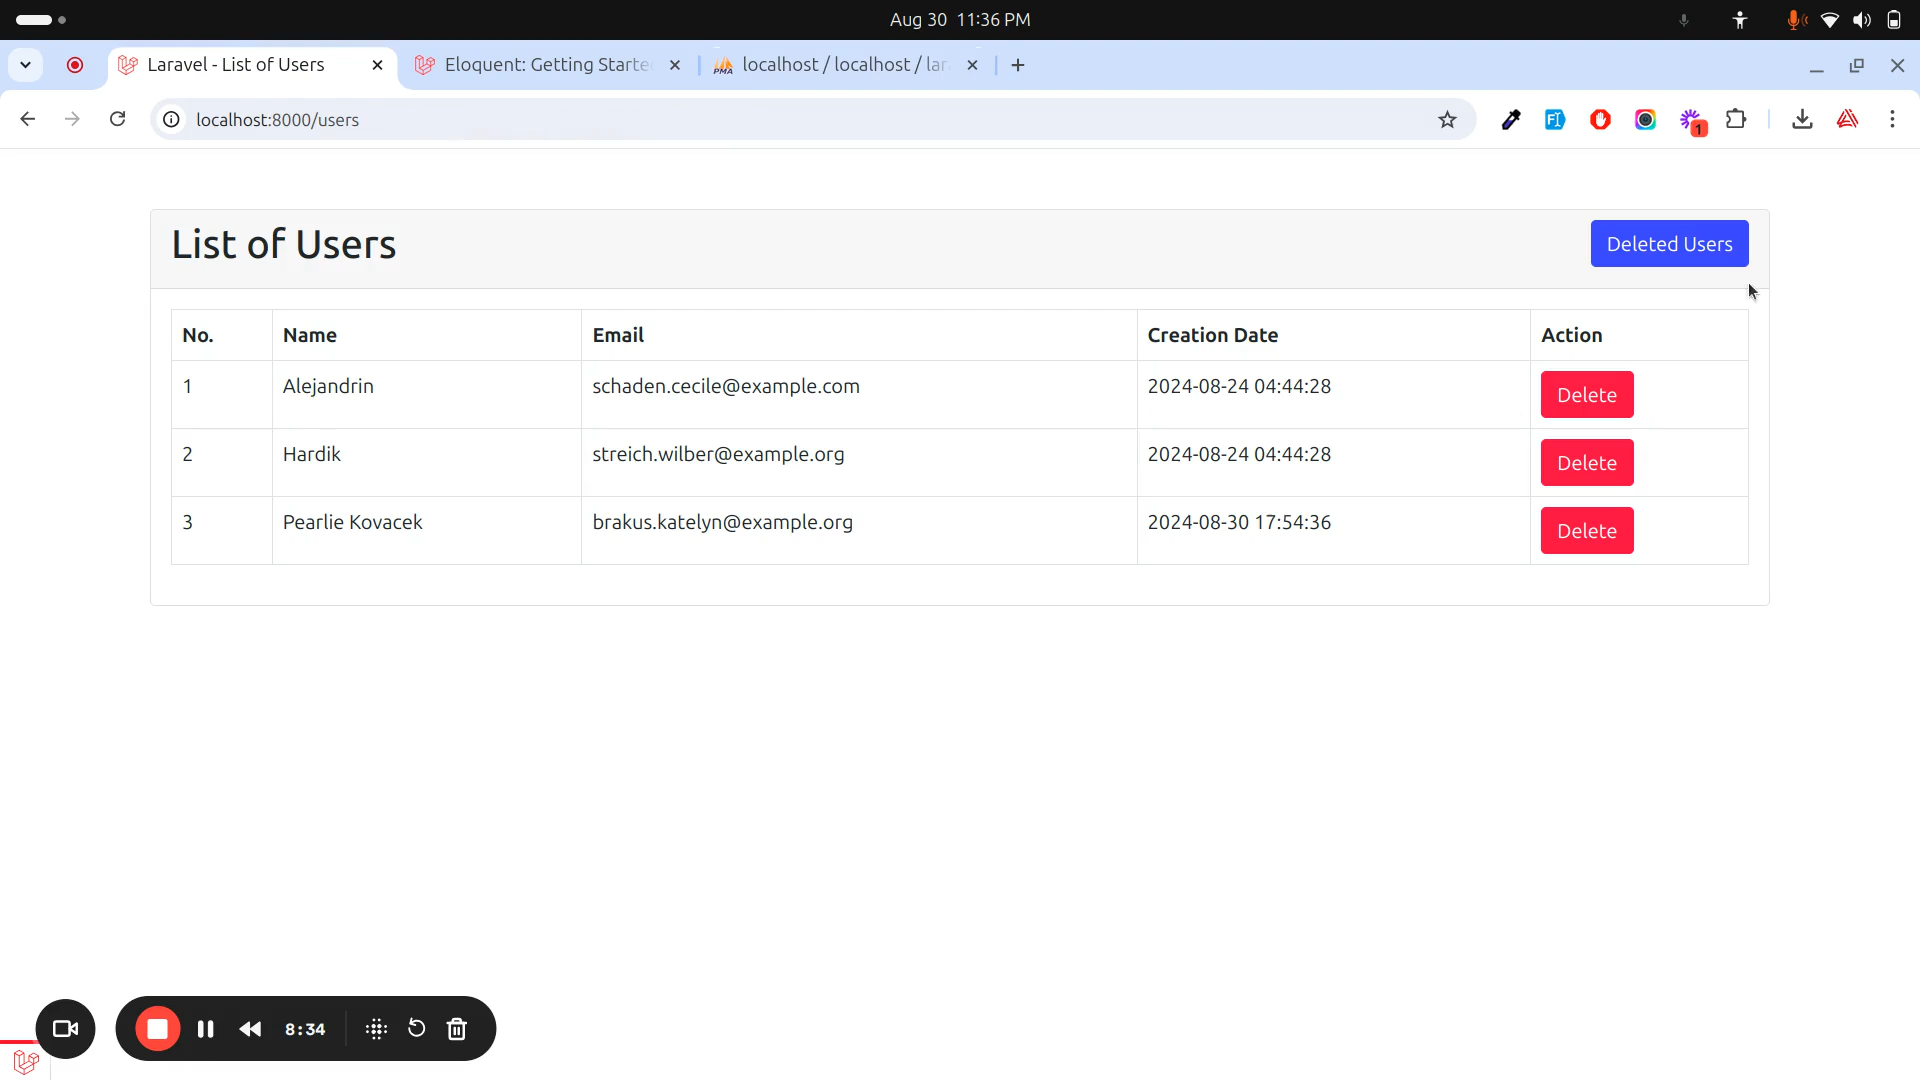 Aug 30 11:36 PM
Laravel - List of Users
Eloquent: Getting Starte
localhost / localhost / lar
PMA
localhost:8000/users
1
List of Users
Deleted Users
No. Name Email Creation Date Action
1 Alejandrin schaden.cecile@example.com 2024-08-24 04:44:28 Delete
2 Hardik streich.wilber@example.org 2024-08-24 04:44:28 Delete
3 Pearlie Kovacek brakus.katelyn@example.org 2024-08-30 17:54:36 Delete
8:34